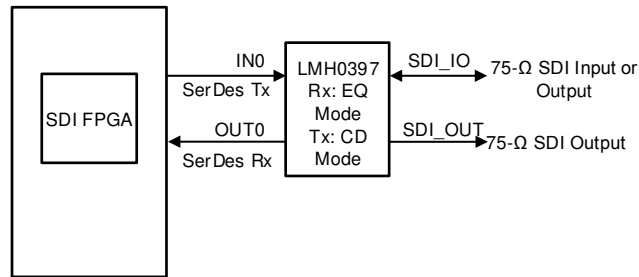 SDI FPGA
IN0
SerDes Tx
OUT0
SerDes Rx
LMH0397
Rx: EQ
Mode
Tx: CD
Mode
SDI_IO
75-Ω SDI Input or
Output
SDI_OUT
75-Ω SDI Output